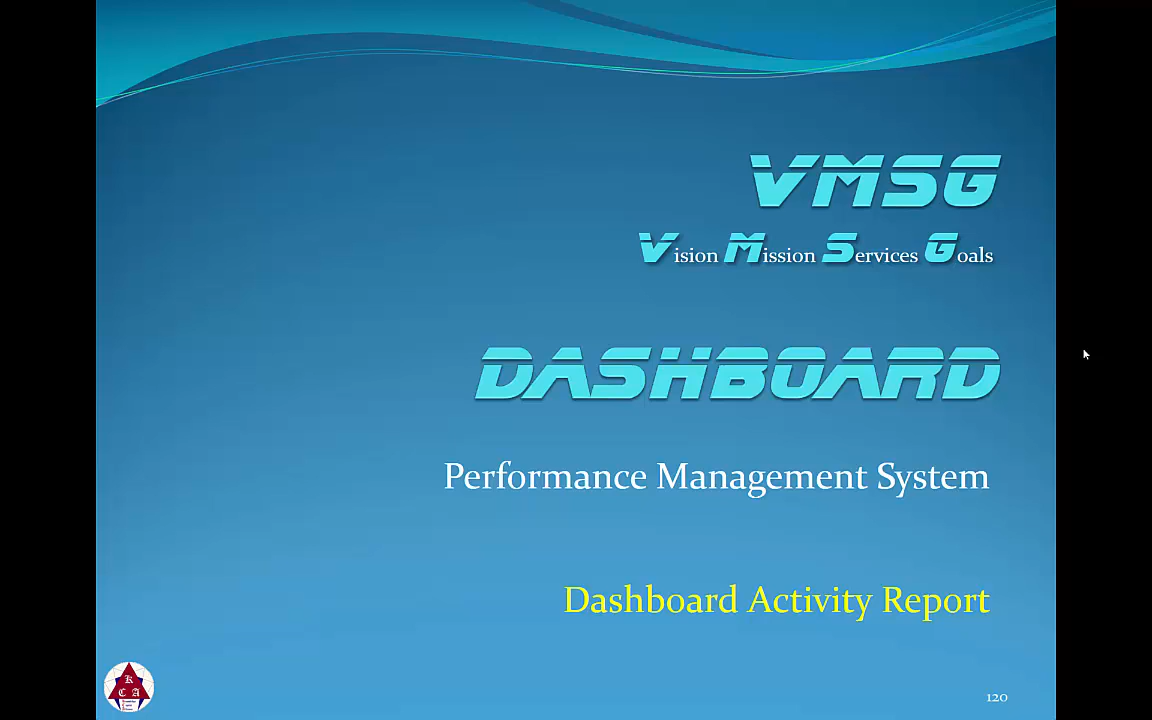 VMSG
Vision Mission Services Goals
DASHBOARD
Performance Management System
Dashboard Activity Report
K
C A
120